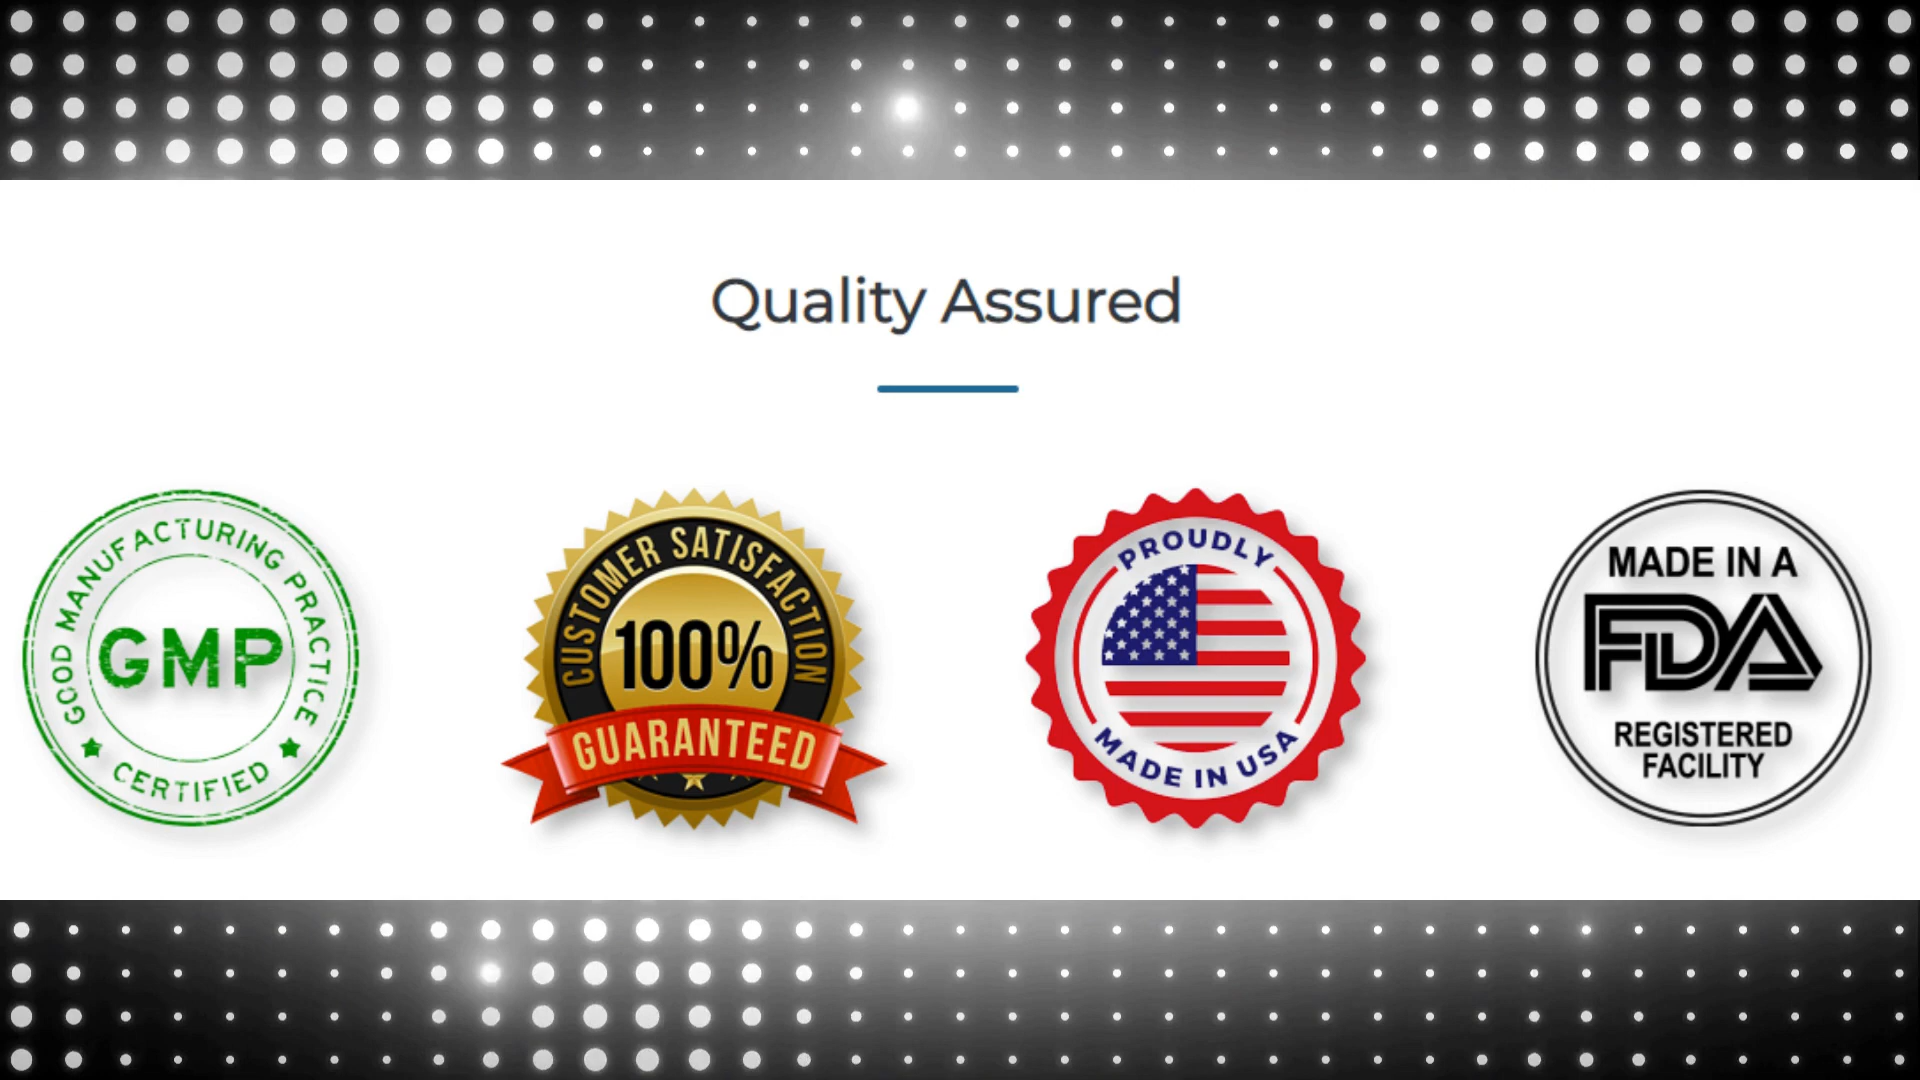 Quality Assured
GOOD MANUFACTURING PRACTICE
GMP
CERTIFIED
CUSTOMER SATISFACTION
100%
GUARANTEED
PROUDLY
MADE IN USA
MADE IN A
FDA
REGISTERED
FACILITY